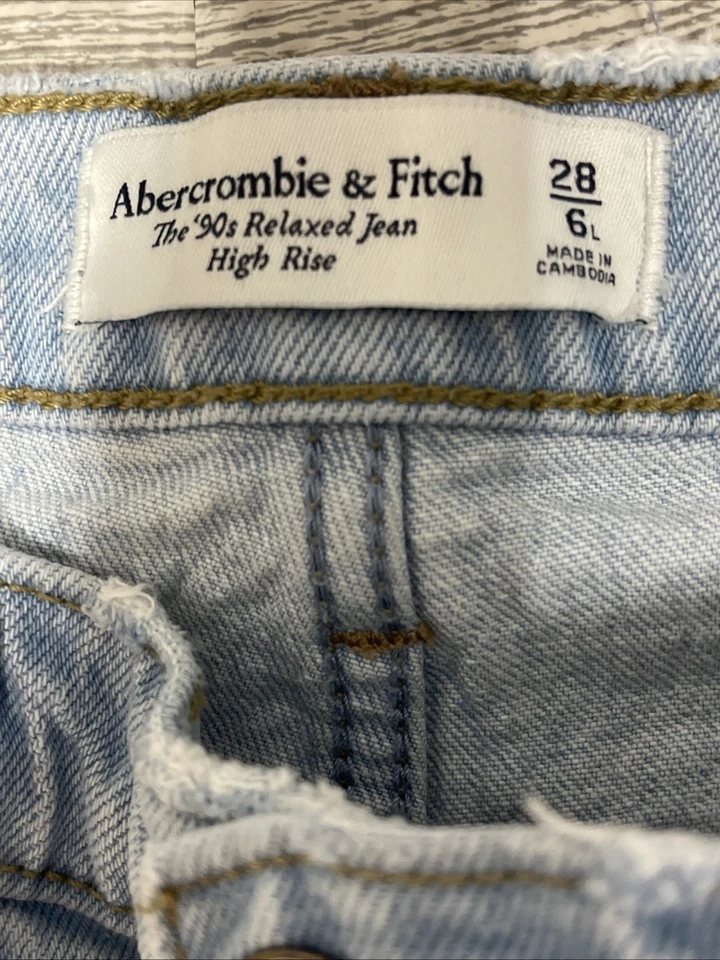 Abercrombie & Fitch
The '90s Relaxed Jean
High Rise
28
6L
MADE IN
CAMBODIA